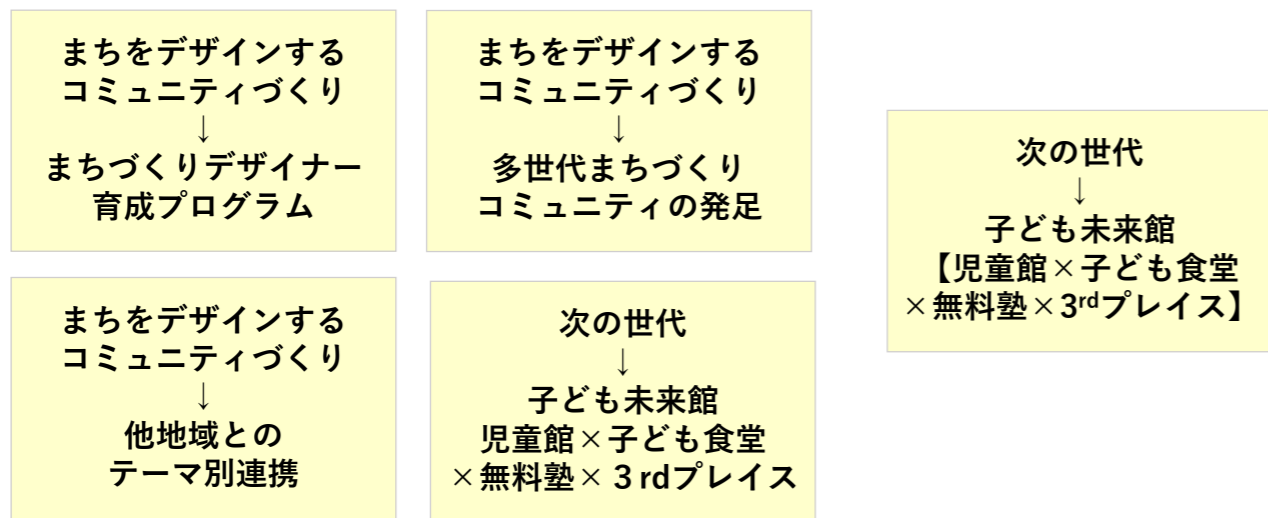 まちをデザインする
コミュニティづくり
↓
まちづくりデザイナー
育成プログラム
まちをデザインする
コミュニティづくり
↓
多世代まちづくり
コミュニティの発足
次の世代
↓
子ども未来館
【児童館×子ども食堂
×無料塾×3rdプレイス】
まちをデザインする
コミュニティづくり
↓
他地域との
テーマ別連携
次の世代
↓
子ども未来館
児童館×子ども食堂
×無料塾×３rdプレイス